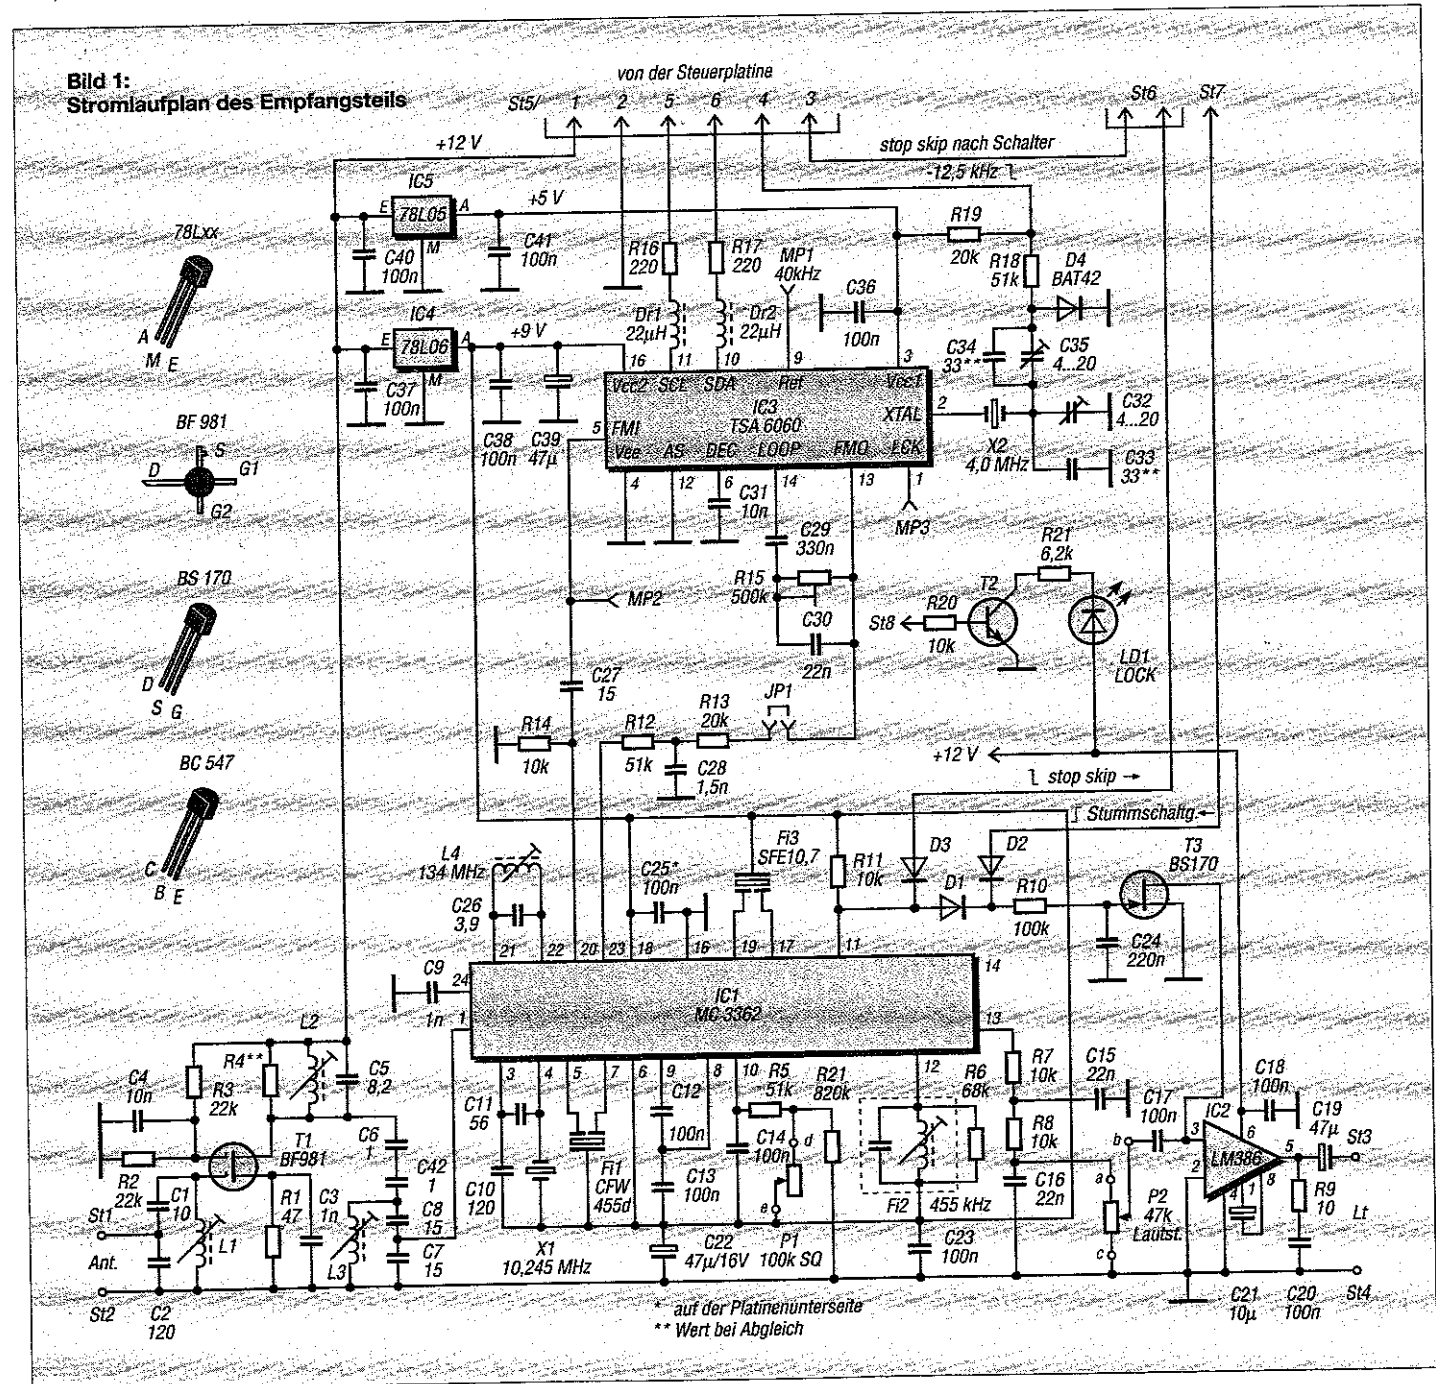 Bild 1:
Stromlaufplan des Empfangsteils
von der Steuerplatine
St5/ 1 2 5 6 4 3
St6 St7
+12 V
stop skip nach Schalter
-12,5 kHz
IC5
E 78L05 A
M
+5 V
C40
100n
C41
100n
R16
220
R17
220
MP1
40kHz
R19
20k
R18
51k
D4
BAT42
78Lxx
A
M E
IC4
E 78L06 A
M
+9 V
C37
100n
C38
100n
C39
47µ
Dr1
22µH
Dr2
22µH
C36
100n
C34
33**
C35
4...20
16 11 10 9 3
Vcc2 SCL SDA Ref Vcc1
IC3
TSA 6060
XTAL 2
5 FMI
Vee AS DEC LOOP FMO LCK
4 12 6 14 13 1
X2
4,0 MHz
C32
4...20
C33
33**
BF 981
S
D G1
G2
C31
10n
C29
330n
MP3
R15
500k
C30
22n
MP2
R21
6,2k
T2
St8
R20
10k
LD1
LOCK
BS 170
D
S G
C27
15
R14
10k
R12
51k
R13
20k
JP1
C28
1,5n
+12 V
stop skip
Stummschaltg.
BC 547
C
B E
L4
134 MHz
C26
3,9
C25*
100n
Fi3
SFE10,7
R11
10k
D3
D2
D1
R10
100k
T3
BS170
C24
220n
21 22 20 23 18 16 19 17 11
C9
1n
24
1
IC1
MC 3362
14
13
3 4 5 7 6 9 8 10 12
L2
R4**
R3
22k
C4
10n
C5
8,2
C6
1
C42
1
T1
BF981
R2
22k
C1
10
R1
47
C3
1n
C8
15
C7
15
L1
L3
St1
Ant.
St2
C2
120
C11
56
C10
120
X1
10,245 MHz
Fi1
CFW
455d
C12
100n
C13
100n
C22
47µ/16V
R5
51k
C14
100n
d
e
P1
100k SQ
R21
820k
R6
68k
Fi2
455 kHz
C23
100n
R7
10k
R8
10k
C15
22n
C16
22n
C17
100n
b
a
c
P2
47k
Lautst.
IC2
LM386
3
2
6
5
4 1 8
C18
100n
C19
47µ
St3
R9
10
Lt
C21
10µ
C20
100n
St4
* auf der Platinenunterseite
** Wert bei Abgleich